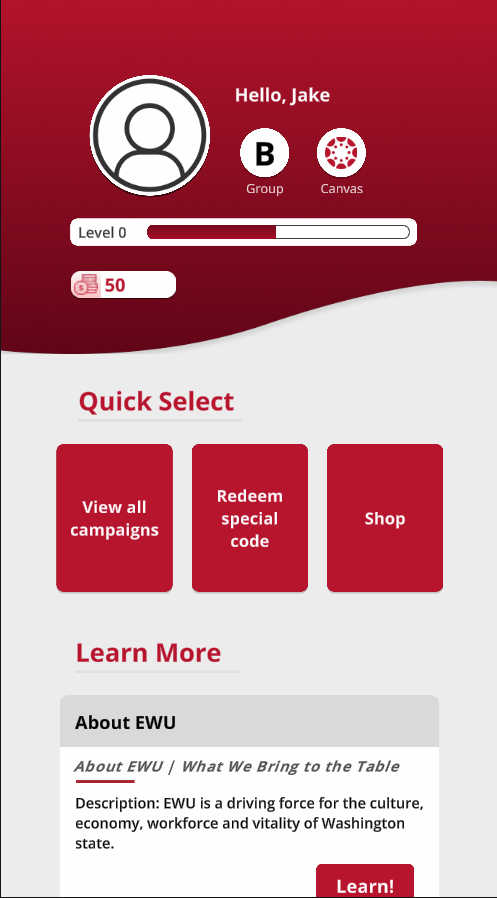 Hello, Jake
B
Group
Canvas
Level 0
50
Quick Select
View all
campaigns
Redeem
special
code
Shop
Learn More
About EWU
About EWU | What We Bring to the Table
Description: EWU is a driving force for the culture,
economy, workforce and vitality of Washington
state.
Learn!